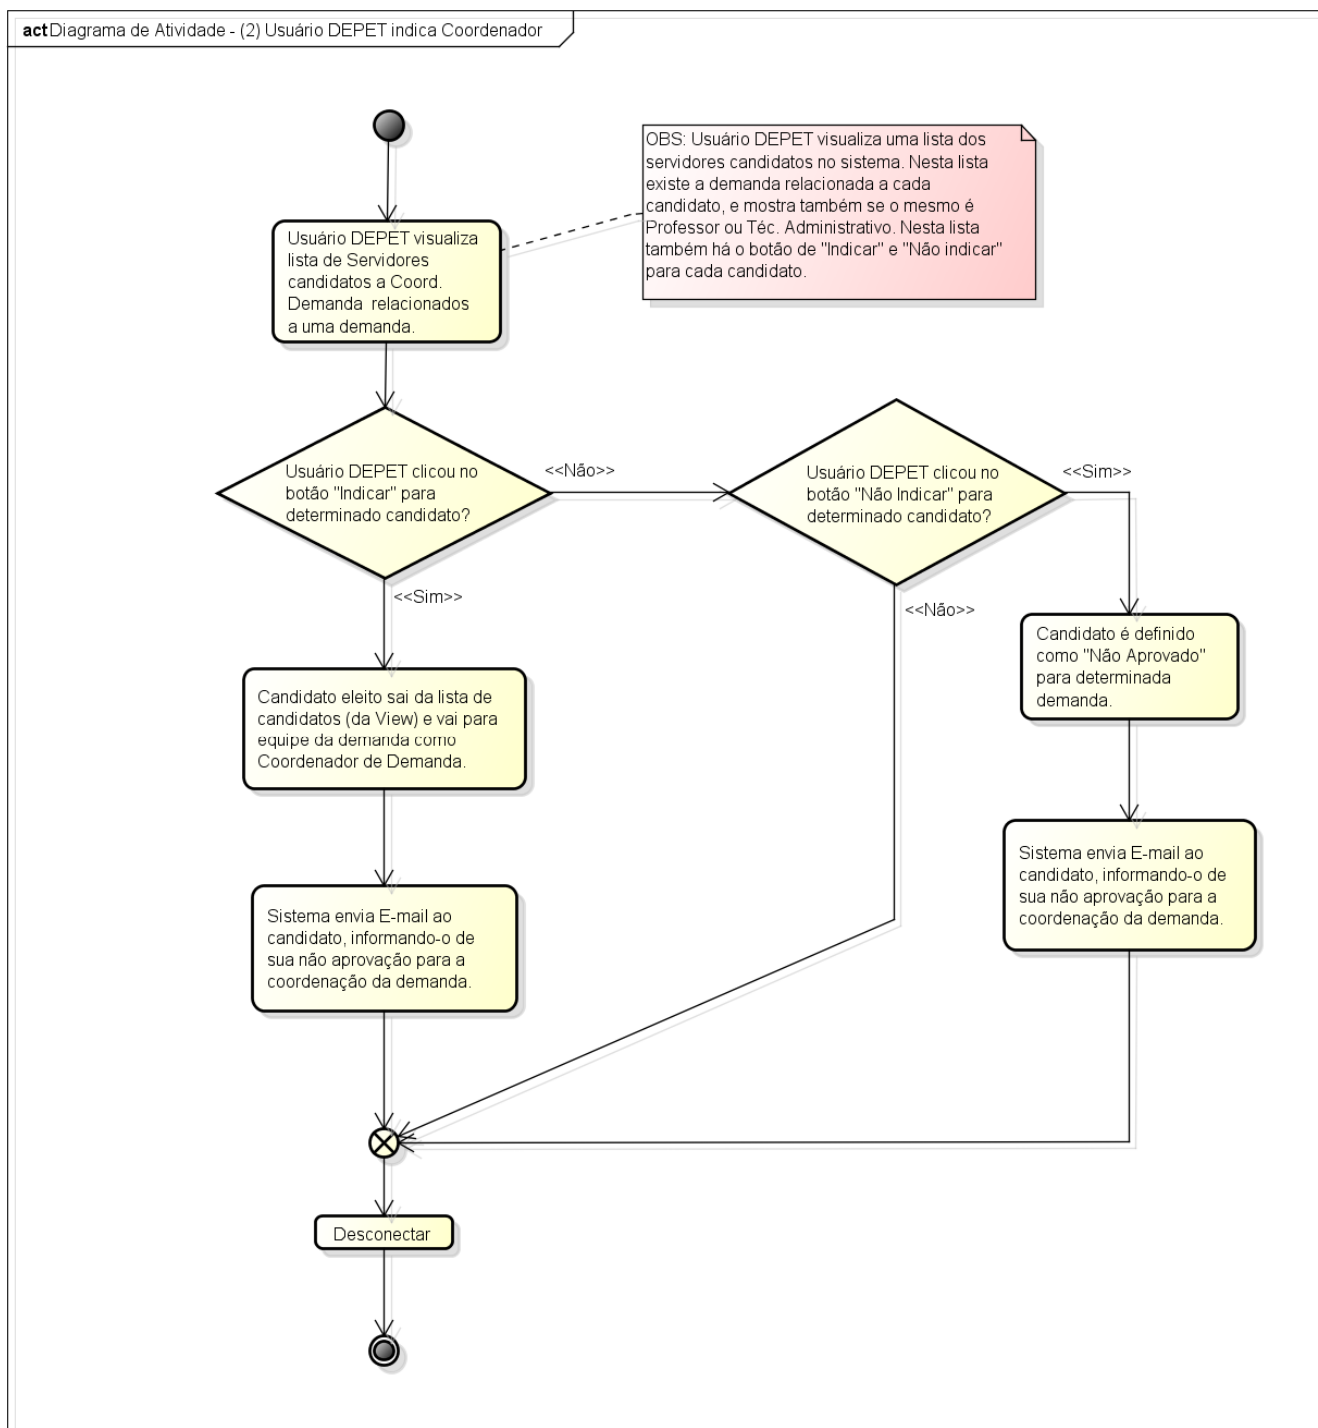 act Diagrama de Atividade - (2) Usuário DEPET indica Coordenador
OBS: Usuário DEPET visualiza uma lista dos
servidores candidatos no sistema. Nesta lista
existe a demanda relacionada a cada
candidato, e mostra também se o mesmo é
Professor ou Téc. Administrativo. Nesta lista
também há o botão de "Indicar" e "Não indicar"
para cada candidato.
Usuário DEPET visualiza
lista de Servidores
candidatos a Coord.
Demanda relacionados
a uma demanda.
Usuário DEPET clicou no
botão "Indicar" para
determinado candidato?
<<Não>>
Usuário DEPET clicou no
botão "Não Indicar" para
determinado candidato?
<<Sim>>
<<Sim>>
<<Não>>
Candidato é definido
como "Não Aprovado"
para determinada
demanda.
Candidato eleito sai da lista de
candidatos (da View) e vai para
equipe da demanda como
Coordenador de Demanda.
Sistema envia E-mail ao
candidato, informando-o de
sua não aprovação para a
coordenação da demanda.
Sistema envia E-mail ao
candidato, informando-o de
sua não aprovação para a
coordenação da demanda.
Desconectar